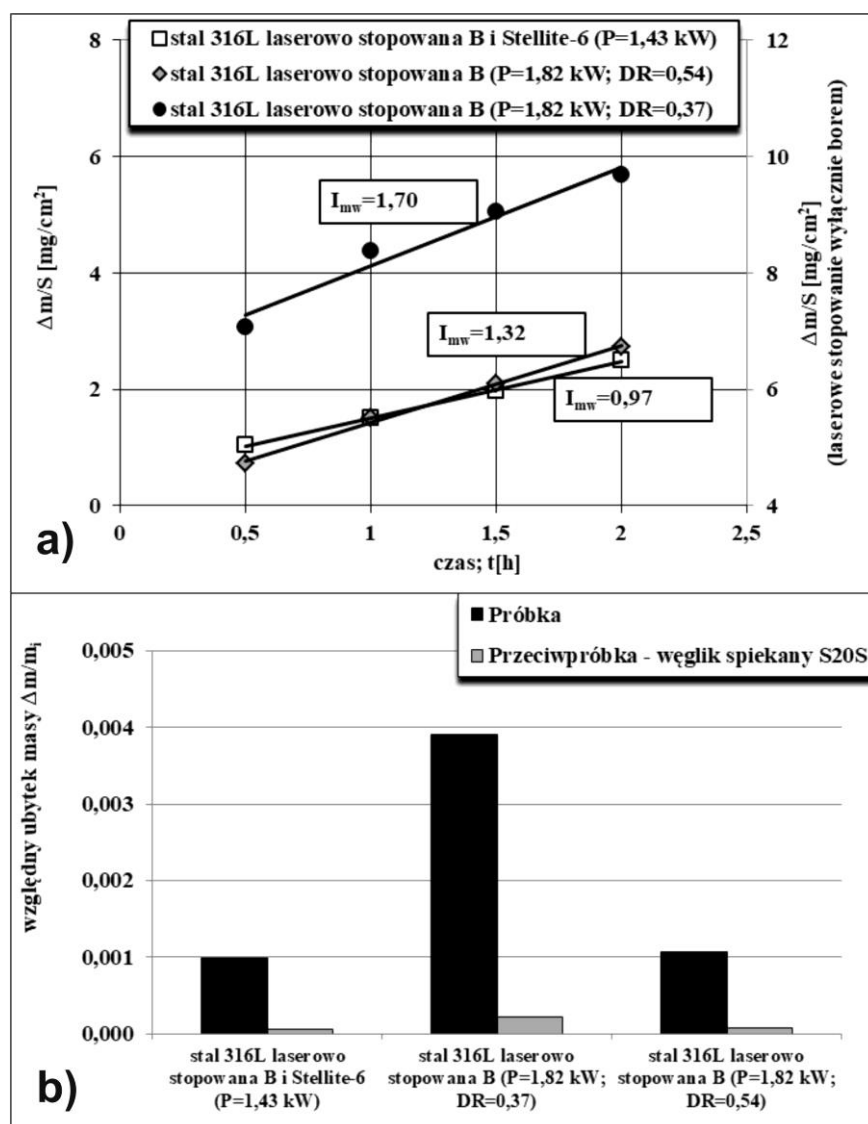 stal 316L laserowo stopowana B i Stellite-6 (P=1,43 kW)
stal 316L laserowo stopowana B (P=1,82 kW; DR=0,54)
stal 316L laserowo stopowana B (P=1,82 kW; DR=0,37)
8
6
4
2
0
Δm/S [mg/cm²]
12
10
8
6
4
Δm/S [mg/cm²]
(laserowe stopowanie wyłącznie borem)
Imw=1,70
Imw=1,32
Imw=0,97
0
0,5
1
1,5
2
2,5
czas; t[h]
a)
Próbka
Przeciwpróbka - węglik spiekany S20S
0,005
0,004
0,003
0,002
0,001
0,000
względny ubytek masy Δm/mi
stal 316L laserowo
stopowana B i Stellite-6
(P=1,43 kW)
stal 316L laserowo
stopowana B (P=1,82 kW;
DR=0,37)
stal 316L laserowo
stopowana B (P=1,82 kW;
DR=0,54)
b)